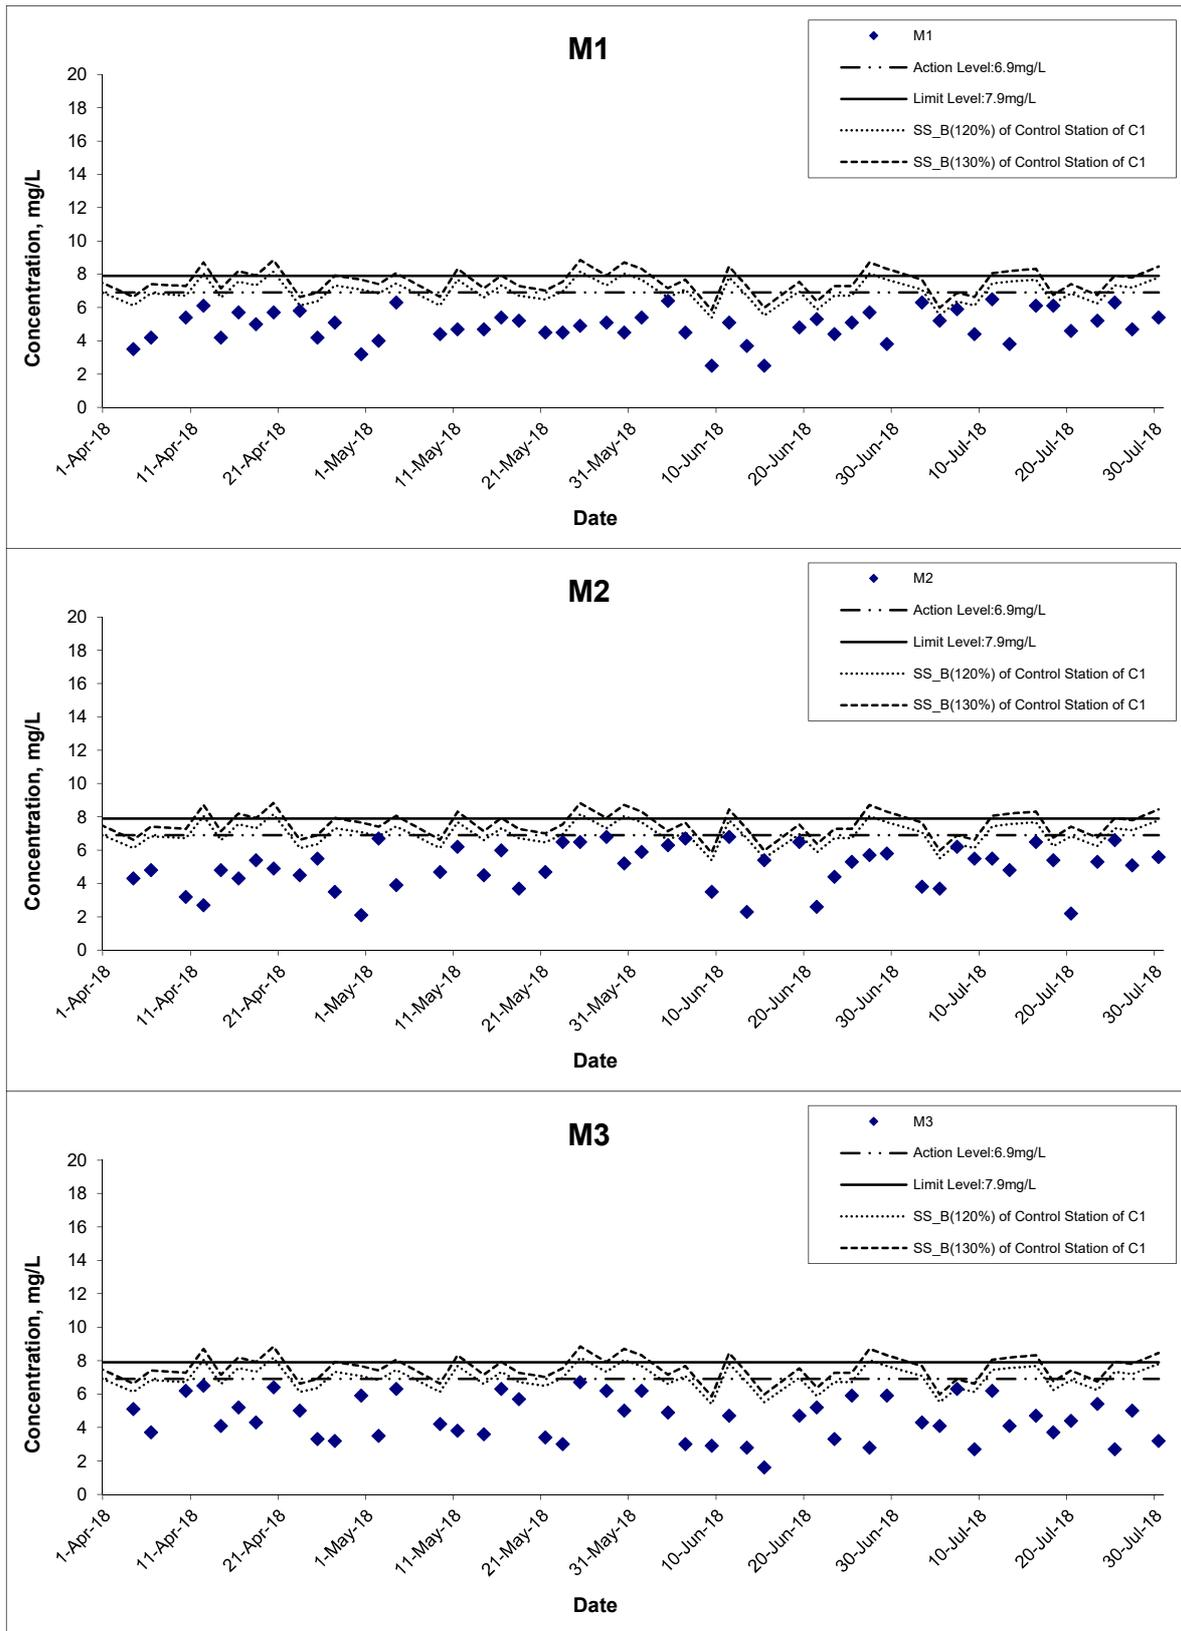 M1
M1
Action Level:6.9mg/L
Limit Level:7.9mg/L
SS_B(120%) of Control Station of C1
SS_B(130%) of Control Station of C1
Concentration, mg/L
20
18
16
14
12
10
8
6
4
2
0
1-Apr-18
11-Apr-18
21-Apr-18
1-May-18
11-May-18
21-May-18
31-May-18
10-Jun-18
20-Jun-18
30-Jun-18
10-Jul-18
20-Jul-18
30-Jul-18
Date
M2
M2
Action Level:6.9mg/L
Limit Level:7.9mg/L
SS_B(120%) of Control Station of C1
SS_B(130%) of Control Station of C1
Concentration, mg/L
20
18
16
14
12
10
8
6
4
2
0
1-Apr-18
11-Apr-18
21-Apr-18
1-May-18
11-May-18
21-May-18
31-May-18
10-Jun-18
20-Jun-18
30-Jun-18
10-Jul-18
20-Jul-18
30-Jul-18
Date
M3
M3
Action Level:6.9mg/L
Limit Level:7.9mg/L
SS_B(120%) of Control Station of C1
SS_B(130%) of Control Station of C1
Concentration, mg/L
20
18
16
14
12
10
8
6
4
2
0
1-Apr-18
11-Apr-18
21-Apr-18
1-May-18
11-May-18
21-May-18
31-May-18
10-Jun-18
20-Jun-18
30-Jun-18
10-Jul-18
20-Jul-18
30-Jul-18
Date